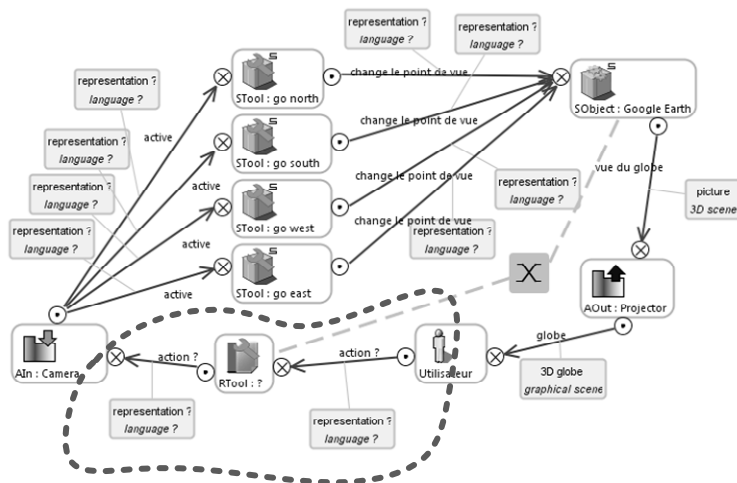 representation ?
language ?
representation ?
language ?
S
STool : go north
change le point de vue
S
SObject : Google Earth
representation ?
language ?
active
S
STool : go south
change le point de vue
representation ?
language ?
vue du globe
representation ?
language ?
active
S
STool : go west
change le point de vue
representation ?
language ?
picture
3D scene
representation ?
language ?
active
change le point de vue
representation ?
language ?
S
STool : go east
active
AOut : Projector
globe
AIn : Camera
action ?
RTool : ?
action ?
Utilisateur
3D globe
graphical scene
representation ?
language ?
representation ?
language ?